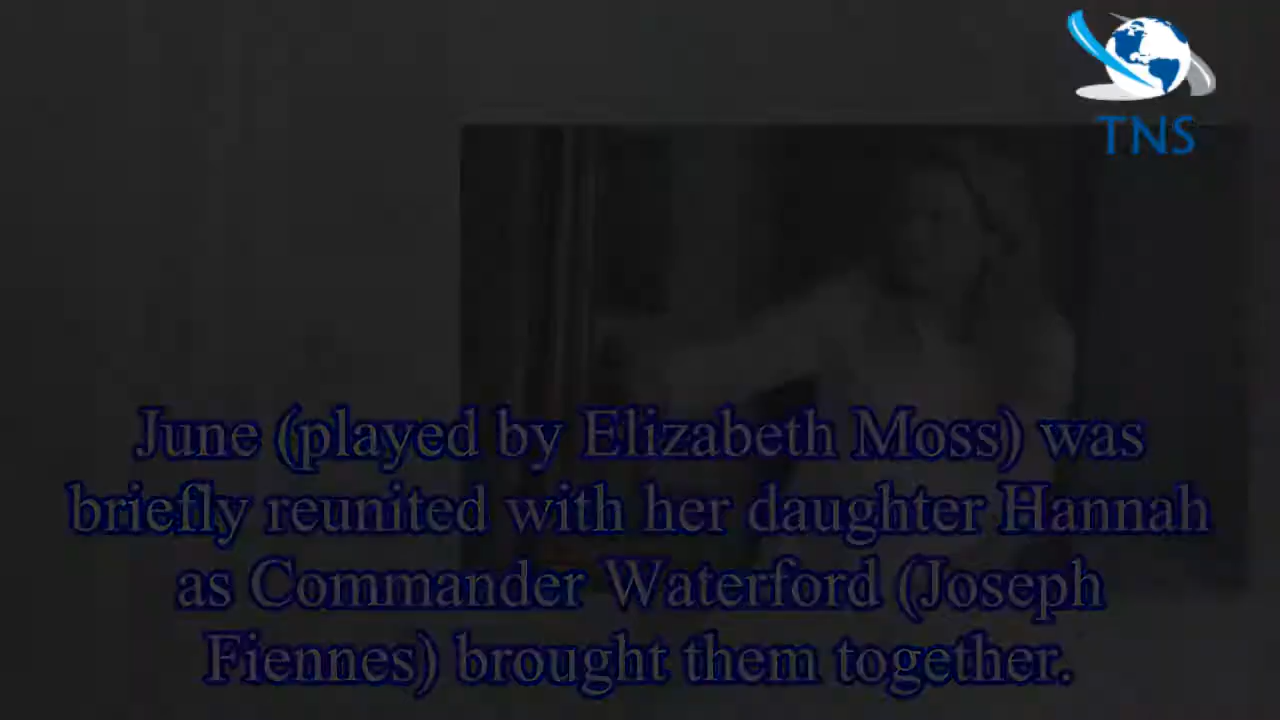 TNS
June (played by Elizabeth Moss) was
briefly reunited with her daughter Hannah
as Commander Waterford (Joseph
Fiennes) brought them together.